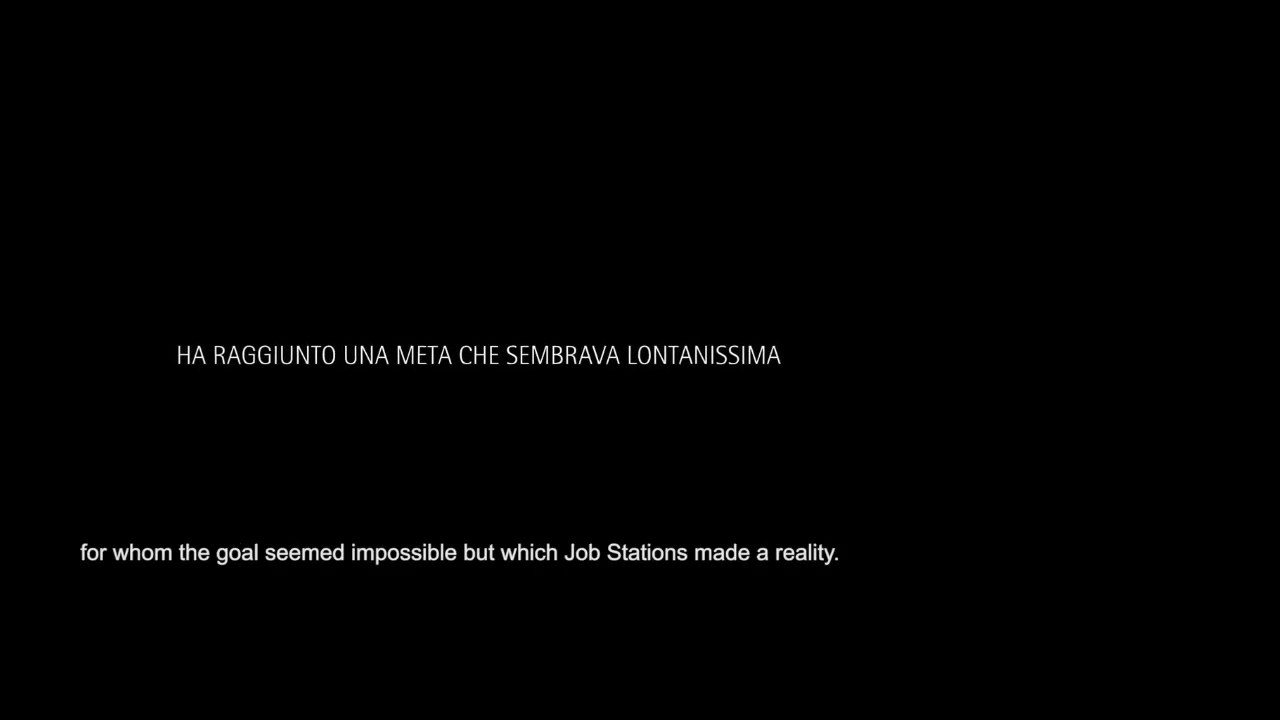 HA RAGGIUNTO UNA META CHE SEMBRAVA LONTANISSIMA
for whom the goal seemed impossible but which Job Stations made a reality.